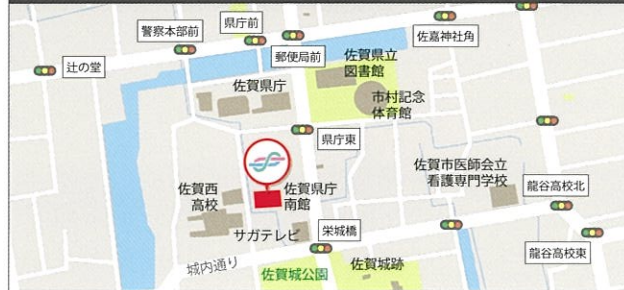 県庁前
警察本部前
佐嘉神社角
郵便局前
辻の堂
佐賀県立
図書館
佐賀県庁
市村記念
体育館
県庁東
佐賀市医師会立
看護専門学校
龍谷高校北
佐賀西
高校
佐賀県庁
南館
サガテレビ
栄城橋
龍谷高校東
城内通り
佐賀城公園
佐賀城跡